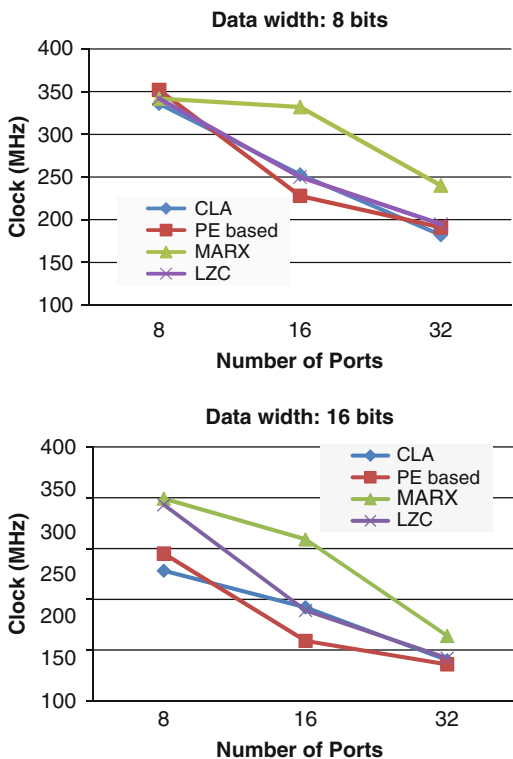 Data width: 8 bits
400
350
300
250
200
150
100
Clock (MHz)
CLA
PE based
MARX
LZC
8 16 32
Number of Ports
Data width: 16 bits
400
300
250
200
150
100
Clock (MHz)
CLA
PE based
MARX
LZC
8 16 32
Number of Ports